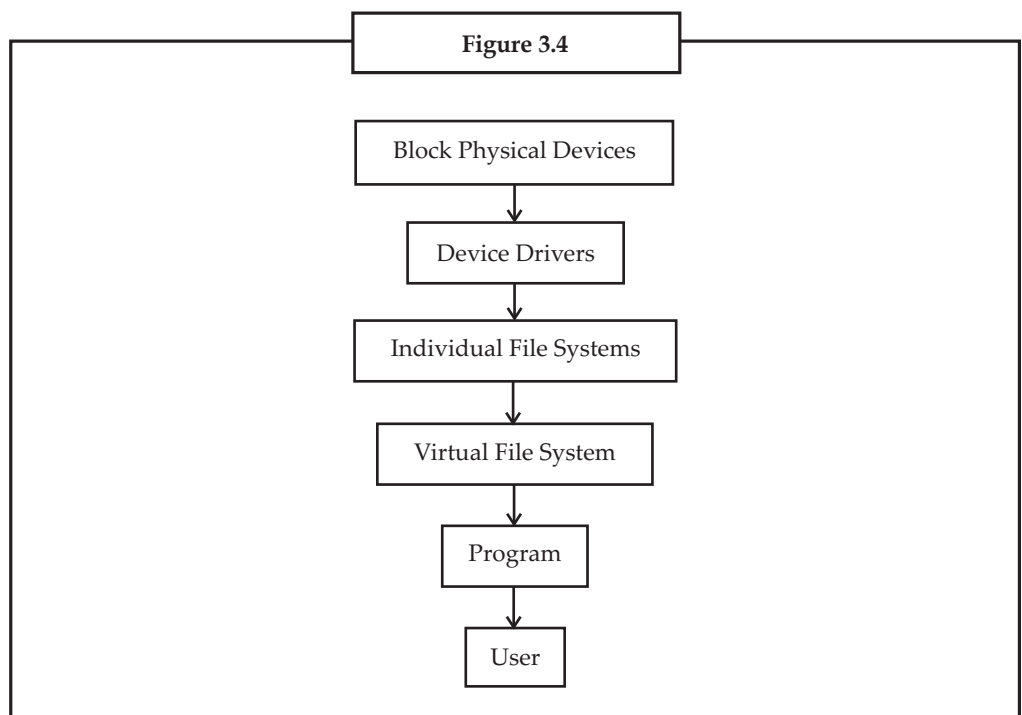 Figure 3.4
Block Physical Devices
Device Drivers
Individual File Systems
Virtual File System
Program
User